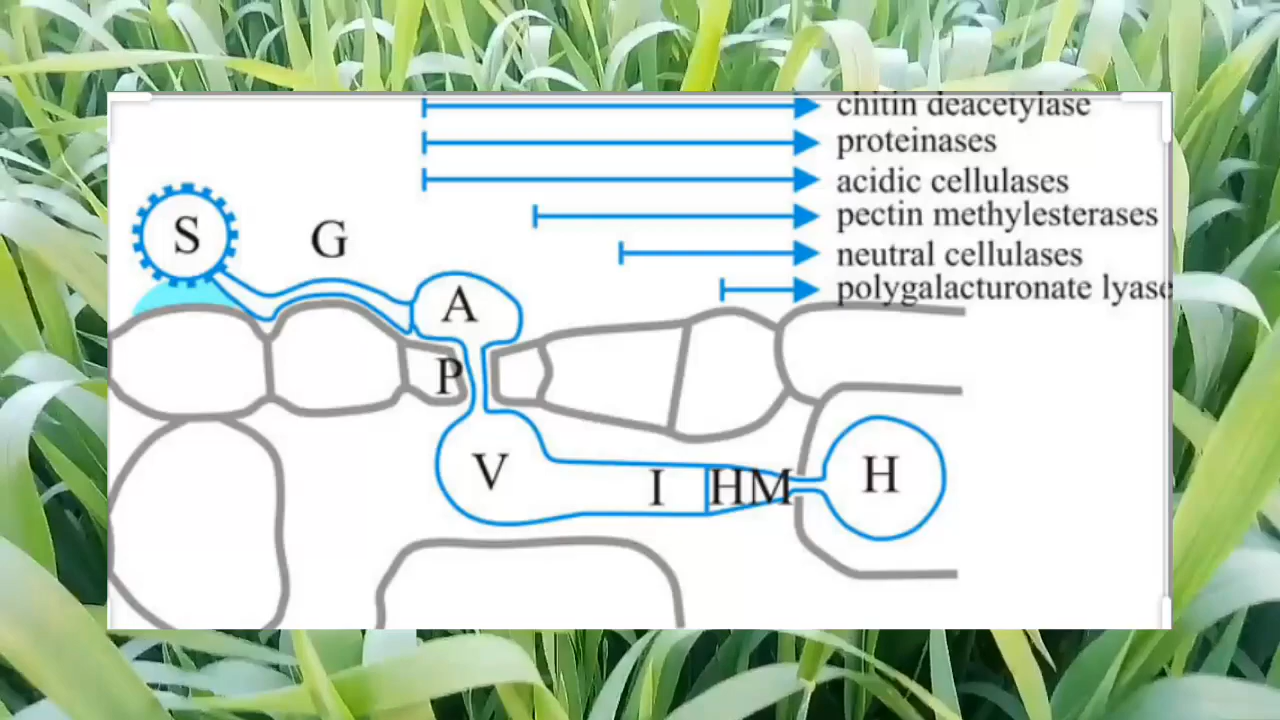 chitin deacetylase
proteinases
acidic cellulases
pectin methylesterases
neutral cellulases
polygalacturonate lyase
S
G
A
P
V
I
HM
H